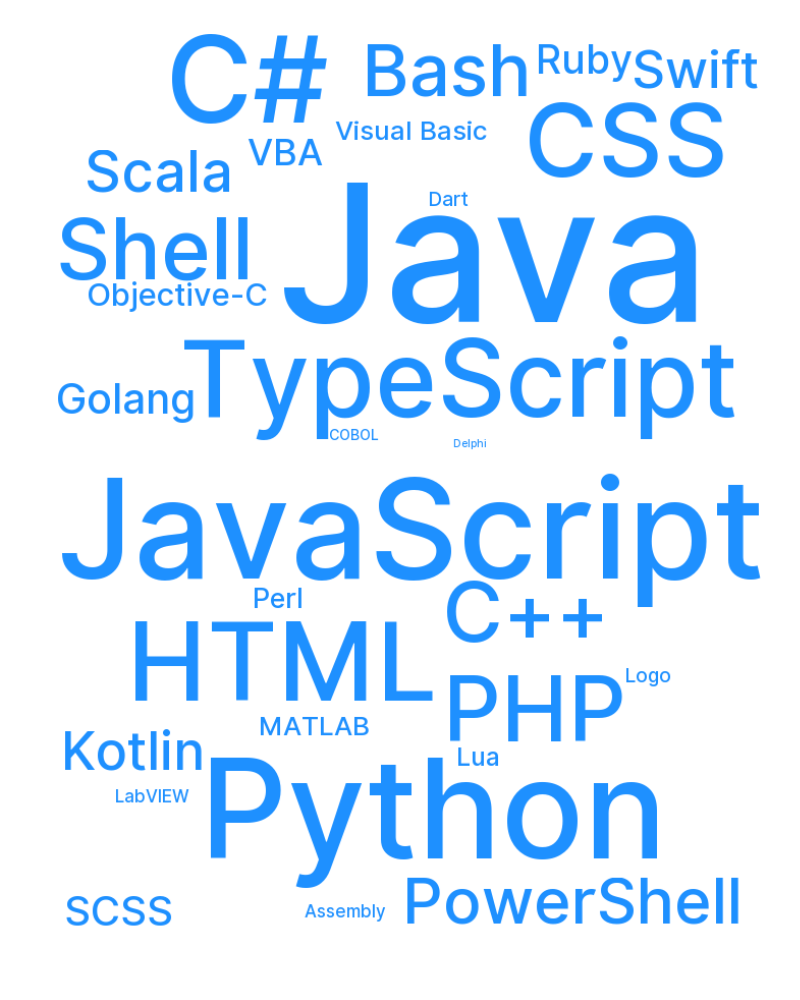 C#
Bash
Ruby
Swift
CSS
Visual Basic
VBA
Scala
Dart
Java
Shell
Objective-C
TypeScript
Golang
COBOL
Delphi
JavaScript
Perl
C++
HTML
Logo
PHP
MATLAB
Kotlin
Lua
Python
LabVIEW
PowerShell
SCSS
Assembly